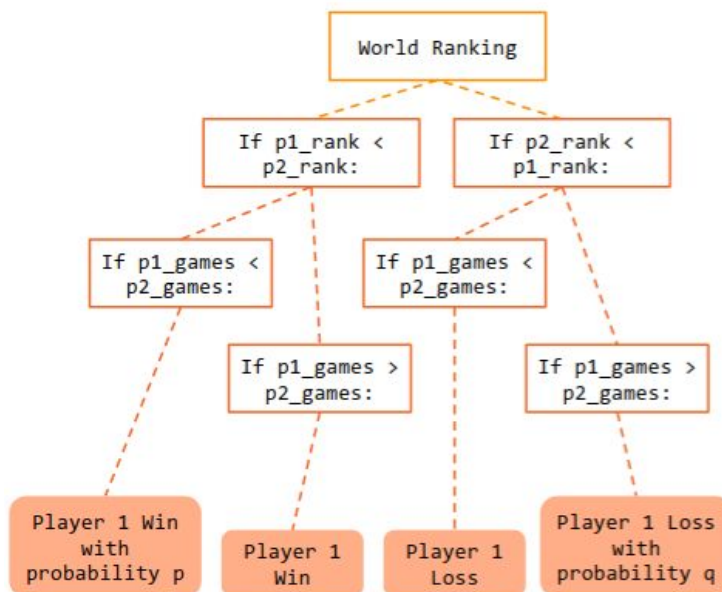 World Ranking
If p1_rank <
p2_rank:
If p2_rank <
p1_rank:
If p1_games <
p2_games:
If p1_games <
p2_games:
If p1_games >
p2_games:
If p1_games >
p2_games:
Player 1 Win
with
probability p
Player 1
Win
Player 1
Loss
Player 1 Loss
with
probability q